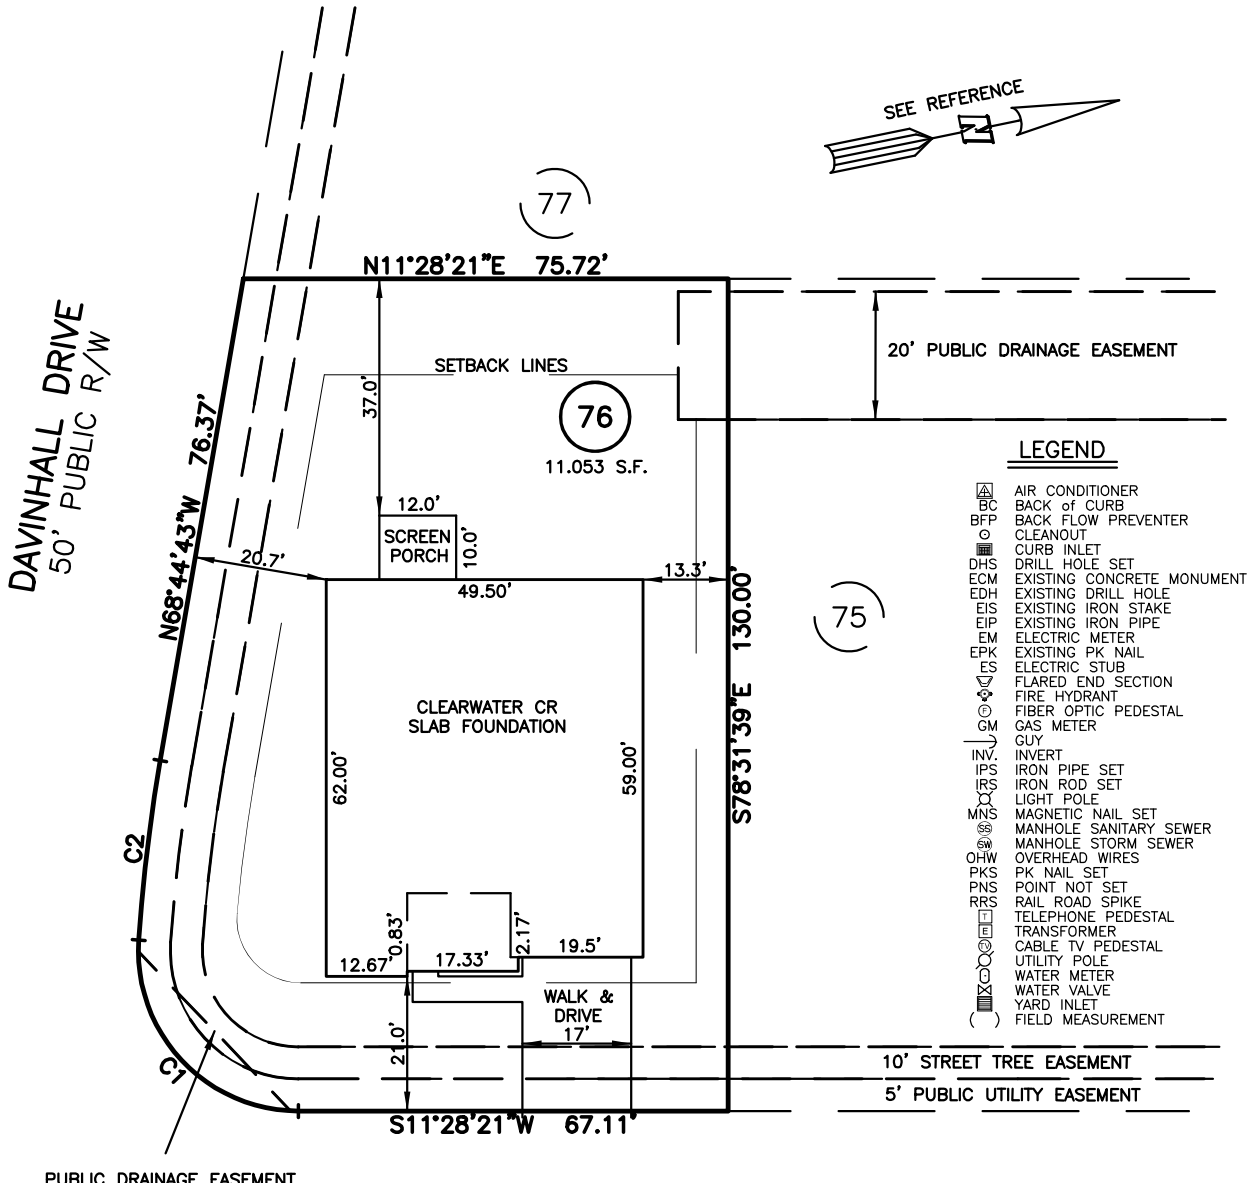 SEE REFERENCE
N
77
N11°28'21"E 75.72'
DAVINHALL DRIVE
50' PUBLIC R/W
N68°44'43"W 76.37'
SETBACK LINES
37.0'
76
11.053 S.F.
20' PUBLIC DRAINAGE EASEMENT
12.0'
SCREEN
PORCH
10.0'
20.7'
49.50'
13.3'
S78°31'39"E 130.00'
75
CLEARWATER CR
SLAB FOUNDATION
62.00'
59.00'
C2
0.83'
2.17'
12.67'
17.33'
19.5'
WALK &
DRIVE
17'
21.0'
C1
S11°28'21"W 67.11'
10' STREET TREE EASEMENT
5' PUBLIC UTILITY EASEMENT
PUBLIC DRAINAGE EASEMENT
LEGEND
A AIR CONDITIONER
BC BACK of CURB
BFP BACK FLOW PREVENTER
CLEANOUT
CURB INLET
DHS DRILL HOLE SET
ECM EXISTING CONCRETE MONUMENT
EDH EXISTING DRILL HOLE
EIS EXISTING IRON STAKE
EIP EXISTING IRON PIPE
EM ELECTRIC METER
EPK EXISTING PK NAIL
ES ELECTRIC STUB
FLARED END SECTION
FIRE HYDRANT
F FIBER OPTIC PEDESTAL
GM GAS METER
GUY
INV. INVERT
IPS IRON PIPE SET
IRS IRON ROD SET
LIGHT POLE
MNS MAGNETIC NAIL SET
SS MANHOLE SANITARY SEWER
SW MANHOLE STORM SEWER
OHW OVERHEAD WIRES
PKS PK NAIL SET
PNS POINT NOT SET
RRS RAIL ROAD SPIKE
T TELEPHONE PEDESTAL
E TRANSFORMER
TV CABLE TV PEDESTAL
UTILITY POLE
WATER METER
WATER VALVE
YARD INLET
( ) FIELD MEASUREMENT